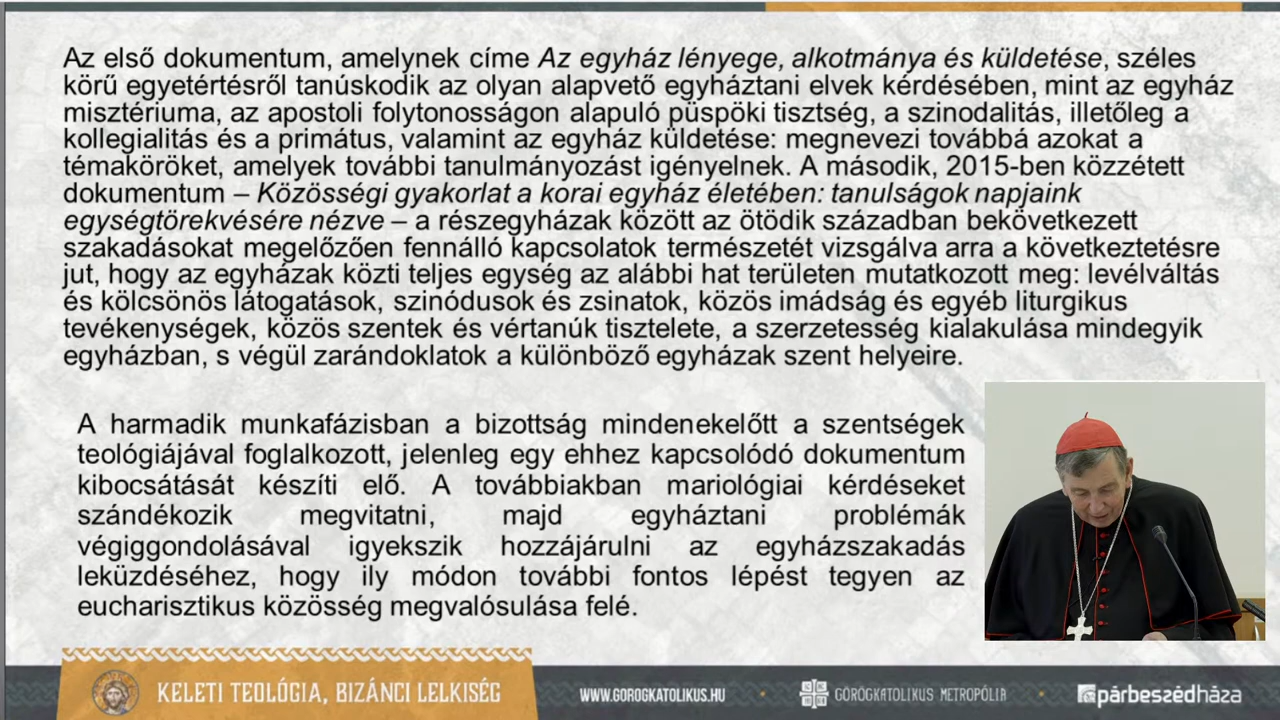 Az első dokumentum, amelynek címe Az egyház lényege, alkotmánya és küldetése, széles
körű egyetértésről tanúskodik az olyan alapvető egyháztani elvek kérdésében, mint az egyház
misztériuma, az apostoli folytonosságon alapuló püspöki tisztség, a szinodalitás, illetőleg a
kollegialitás és a primátus, valamint az egyház küldetése: megnevezi továbbá azokat a
témaköröket, amelyek további tanulmányozást igényelnek. A második, 2015-ben közzétett
dokumentum – Közösségi gyakorlat a korai egyház életében: tanulságok napjaink
egységtörekvésére nézve – a részegyházak között az ötödik században bekövetkezett
szakadásokat megelőzően fennálló kapcsolatok természetét vizsgálva arra a következtetésre
jut, hogy az egyházak közti teljes egység az alábbi hat területen mutatkozott meg: levélváltás
és kölcsönös látogatások, szinódusok és zsinatok, közös imádság és egyéb liturgikus
tevékenységek, közös szentek és vértanúk tisztelete, a szerzetesség kialakulása mindegyik
egyházban, s végül zarándoklatok a különböző egyházak szent helyeire.
A harmadik munkafázisban a bizottság mindenekelőtt a szentségek
teológiájával foglalkozott, jelenleg egy ehhez kapcsolódó dokumentum
kibocsátását készíti elő. A továbbiakban mariológiai kérdéseket
szándékozik megvitatni, majd egyháztani problémák
végiggondolásával igyekszik hozzájárulni az egyházszakadás
leküzdéséhez, hogy ily módon további fontos lépést tegyen az
eucharisztikus közösség megvalósulása felé.
KELETI TEOLÓGIA, BIZÁNCI LELKISÉG
WWW.GOROGKATOLIKUS.HU
GÖRÖGKATOLIKUS METROPÓLIA
párbeszédháza